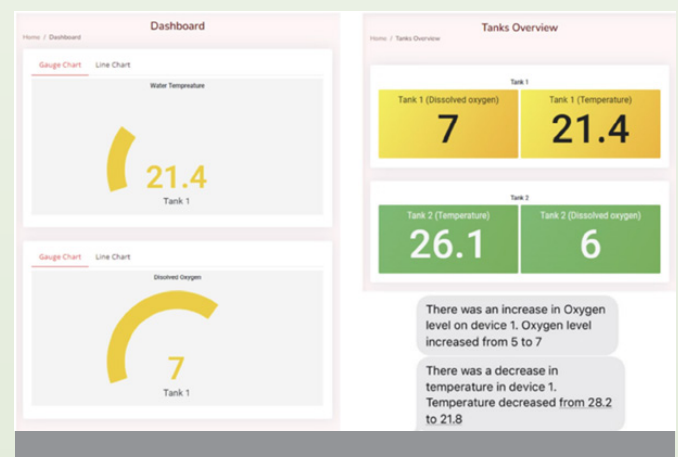 Dashboard
Home / Dashboard
Gauge Chart Line Chart
Water Tempreature
21.4
Tank 1
Gauge Chart Line Chart
Disolved Oxygen
7
Tank 1
Tanks Overview
Home / Tanks Overview
Tank 1
Tank 1 (Dissolved oxygen) Tank 1 (Temperature)
7 21.4
Tank 2
Tank 2 (Temperature) Tank 2 (Dissolved oxygen)
26.1 6
There was an increase in Oxygen
level on device 1. Oxygen level
increased from 5 to 7
There was a decrease in
temperature in device 1.
Temperature decreased from 28.2
to 21.8